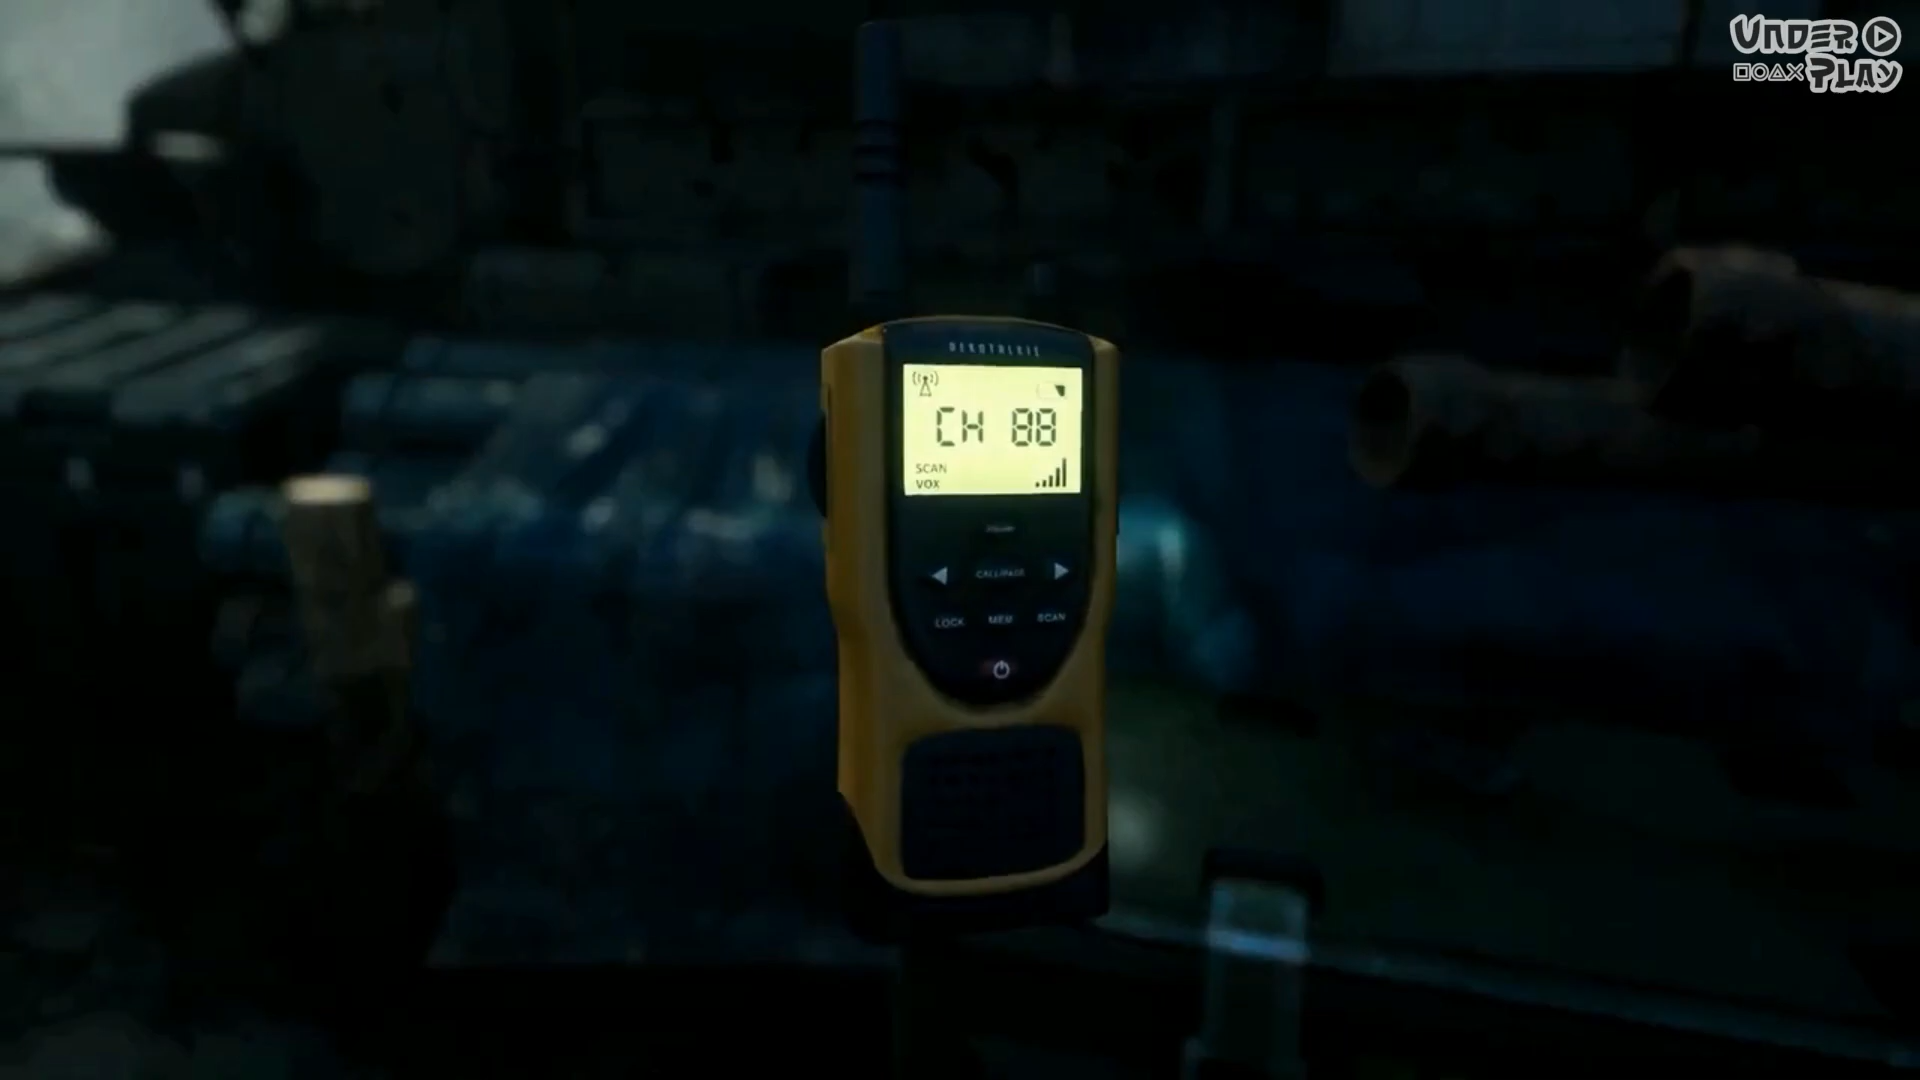 UNDER
PLAY
CH 88
SCAN
VOX
CALL/PAGE
LOCK MEM SCAN